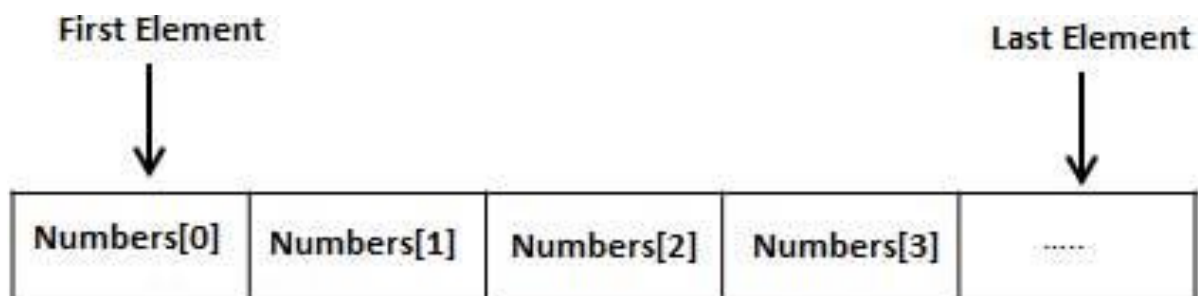 First Element
Last Element
Numbers[0] Numbers[1] Numbers[2] Numbers[3] .....